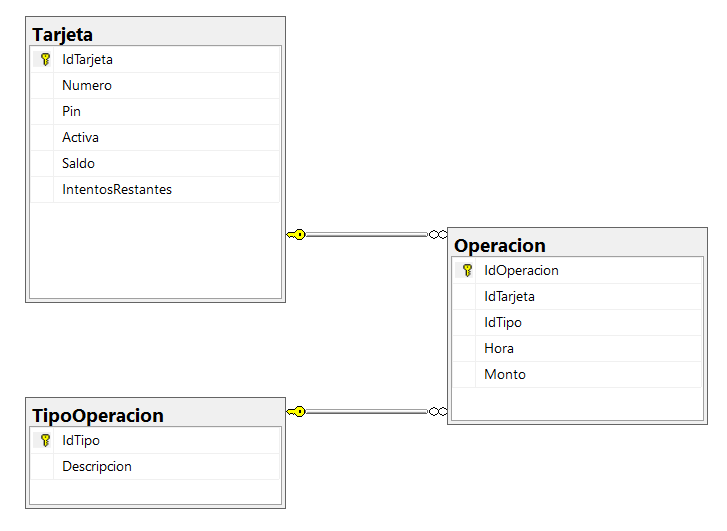 Tarjeta
IdTarjeta
Numero
Pin
Activa
Saldo
IntentosRestantes
Operacion
IdOperacion
IdTarjeta
IdTipo
Hora
Monto
TipoOperacion
IdTipo
Descripcion